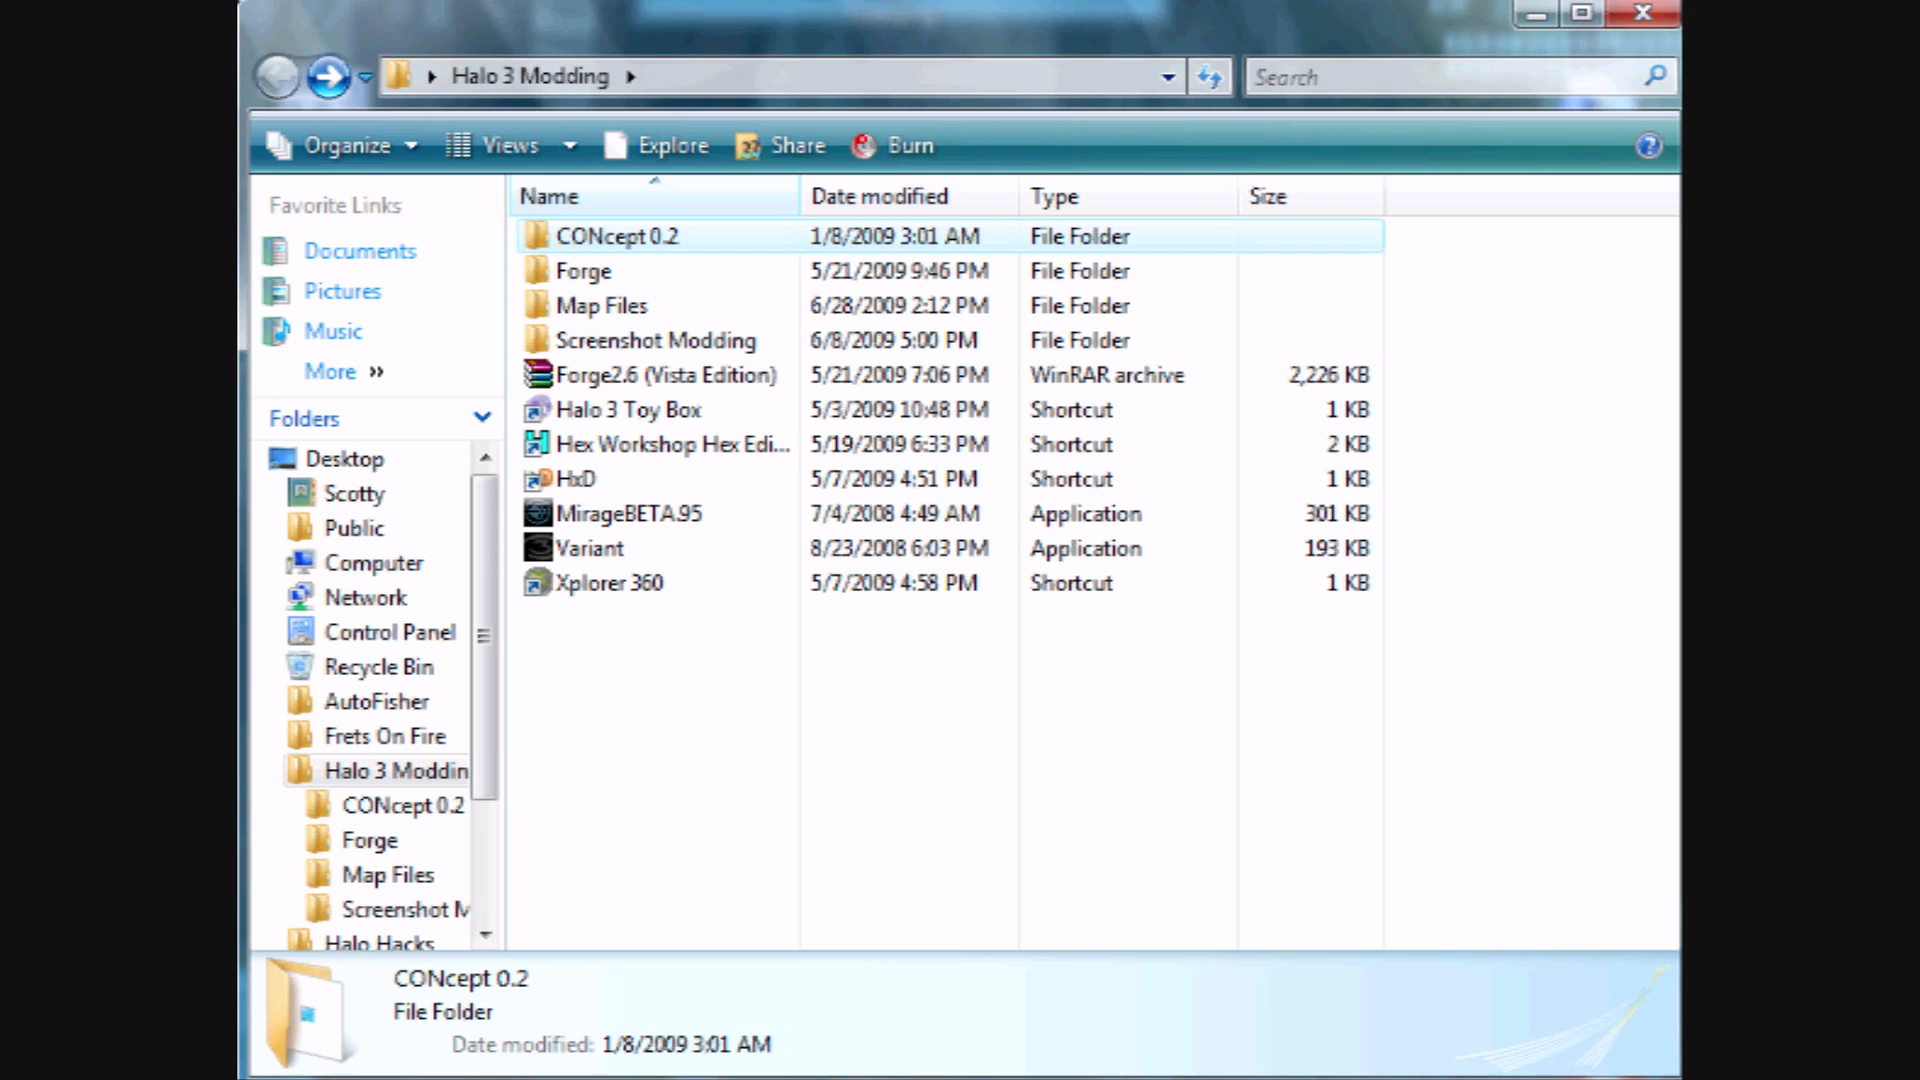 Halo 3 Modding
Search
Organize Views Explore Share Burn
Favorite Links
Documents
Pictures
Music
More »
Folders
Desktop
Scotty
Public
Computer
Network
Control Panel
Recycle Bin
AutoFisher
Frets On Fire
Halo 3 Moddin
CONcept 0.2
Forge
Map Files
Screenshot M
Halo Hacks
Name Date modified Type Size
CONcept 0.2 1/8/2009 3:01 AM File Folder
Forge 5/21/2009 9:46 PM File Folder
Map Files 6/28/2009 2:12 PM File Folder
Screenshot Modding 6/8/2009 5:00 PM File Folder
Forge2.6 (Vista Edition) 5/21/2009 7:06 PM WinRAR archive 2,226 KB
Halo 3 Toy Box 5/3/2009 10:48 PM Shortcut 1 KB
Hex Workshop Hex Edi... 5/19/2009 6:33 PM Shortcut 2 KB
HxD 5/7/2009 4:51 PM Shortcut 1 KB
MirageBETA.95 7/4/2008 4:49 AM Application 301 KB
Variant 8/23/2008 6:03 PM Application 193 KB
Xplorer 360 5/7/2009 4:58 PM Shortcut 1 KB
CONcept 0.2
File Folder
Date modified: 1/8/2009 3:01 AM